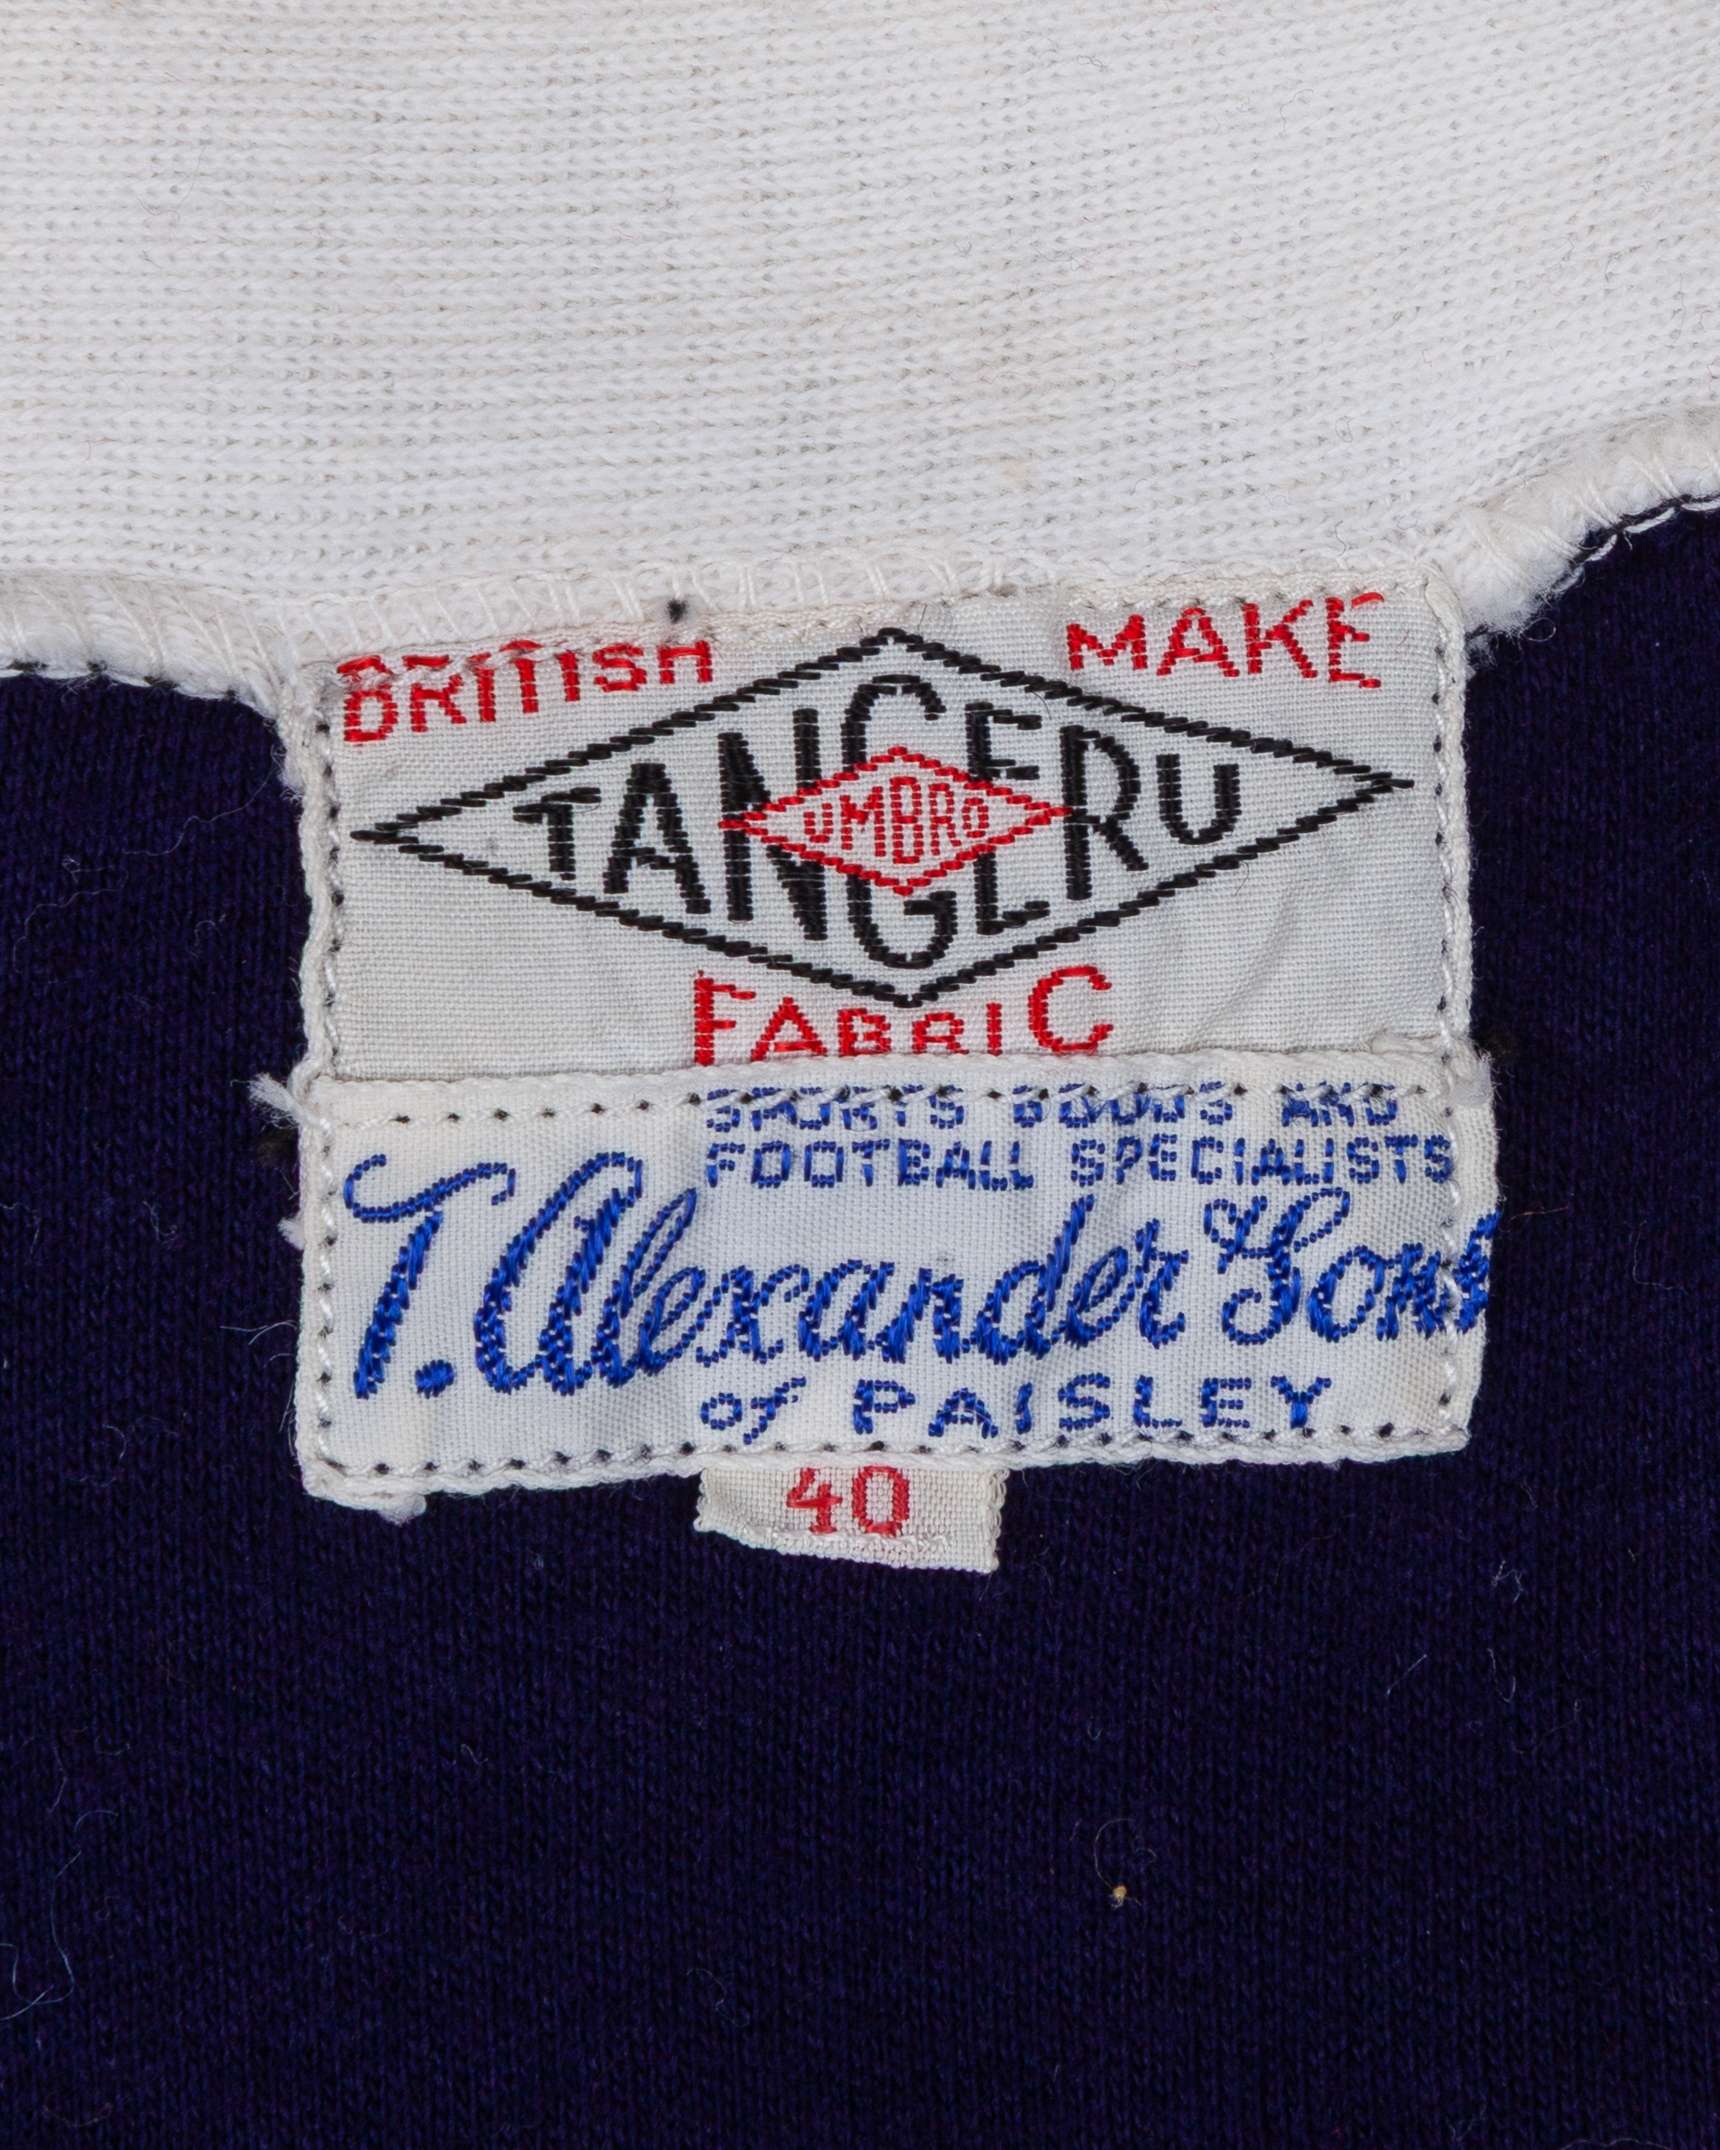 BRITISH MAKE
TANGERU
UMBRO
FABRIC
SPORTS GOODS AND
FOOTBALL SPECIALISTS
T. Alexander & Sons
OF PAISLEY
40